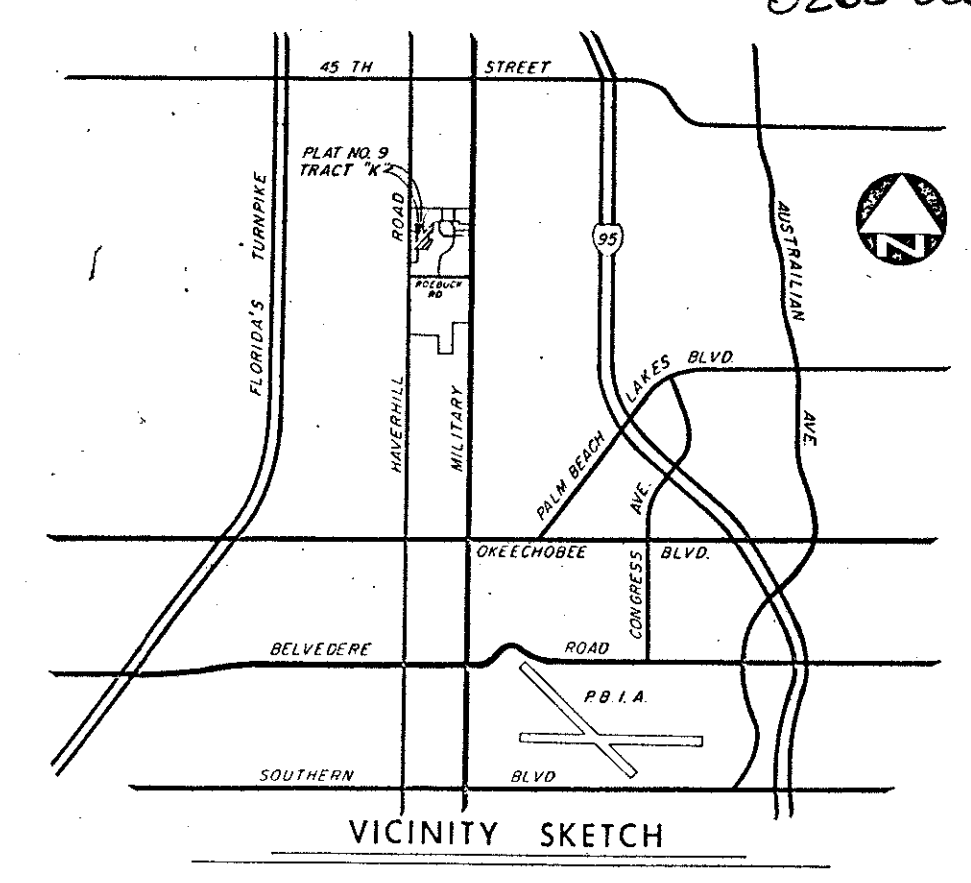 45 TH STREET
PLAT NO. 9
TRACT "K"
FLORIDA'S TURNPIKE
HAVERHILL ROAD
MILITARY
ROEBUCK
RD
95
N
AUSTRAILIAN AVE.
PALM BEACH LAKES BLVD.
CONGRESS AVE.
OKEECHOBEE BLVD.
BELVEDERE ROAD
P.B.I.A.
SOUTHERN BLVD
VICINITY SKETCH